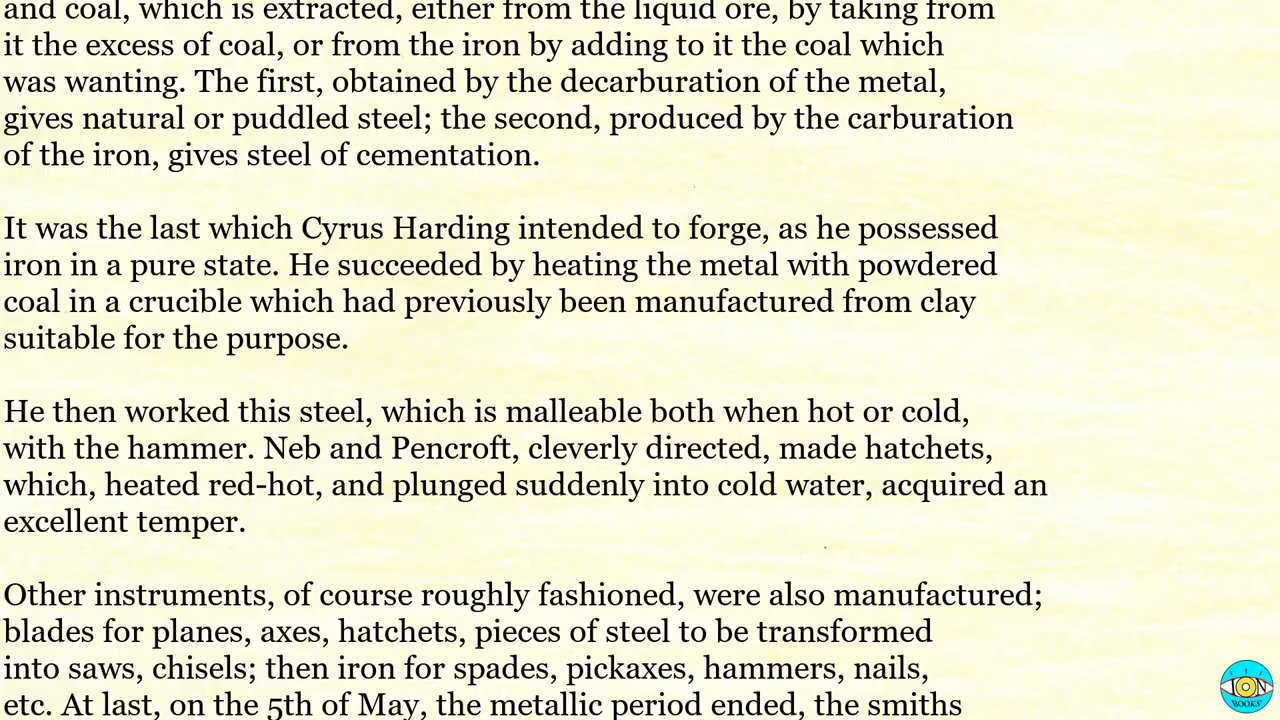 and coal, which is extracted, either from the liquid ore, by taking from
it the excess of coal, or from the iron by adding to it the coal which
was wanting. The first, obtained by the decarburation of the metal,
gives natural or puddled steel; the second, produced by the carburation
of the iron, gives steel of cementation.
It was the last which Cyrus Harding intended to forge, as he possessed
iron in a pure state. He succeeded by heating the metal with powdered
coal in a crucible which had previously been manufactured from clay
suitable for the purpose.
He then worked this steel, which is malleable both when hot or cold,
with the hammer. Neb and Pencroft, cleverly directed, made hatchets,
which, heated red-hot, and plunged suddenly into cold water, acquired an
excellent temper.
Other instruments, of course roughly fashioned, were also manufactured;
blades for planes, axes, hatchets, pieces of steel to be transformed
into saws, chisels; then iron for spades, pickaxes, hammers, nails,
etc. At last, on the 5th of May, the metallic period ended, the smiths
ION
BOOKS